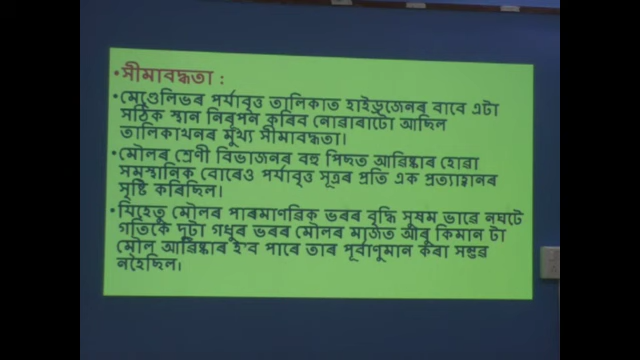 •সীমাবদ্ধতা :
•মেণ্ডেলিভৰ পৰ্যাবৃত্ত তালিকাত হাইড্ৰজেনৰ বাবে এটা
সঠিক স্থান নিৰূপন কৰিব নোৱাৰাটো আছিল
তালিকাখনৰ মুখ্য সীমাবদ্ধতা।
•মৌলৰ শ্ৰেণী বিভাজনৰ বহু পিছত আৱিষ্কাৰ হোৱা
সমস্থানিক বোৰেও পৰ্যাবৃত্ত সূত্ৰৰ প্ৰতি এক প্ৰত্যাহ্বানৰ
সৃষ্টি কৰিছিল।
•যিহেতু মৌলৰ পাৰমাণৱিক ভৰৰ বৃদ্ধি সুষম ভাৱে নঘটে
গতিকে দুটা গধুৰ ভৰৰ মৌলৰ মাজত আৰু কিমান টা
মৌল আৱিষ্কাৰ হ'ব পাৰে তাৰ পূৰ্বাণুমান কৰা সম্ভৱ
নহৈছিল।